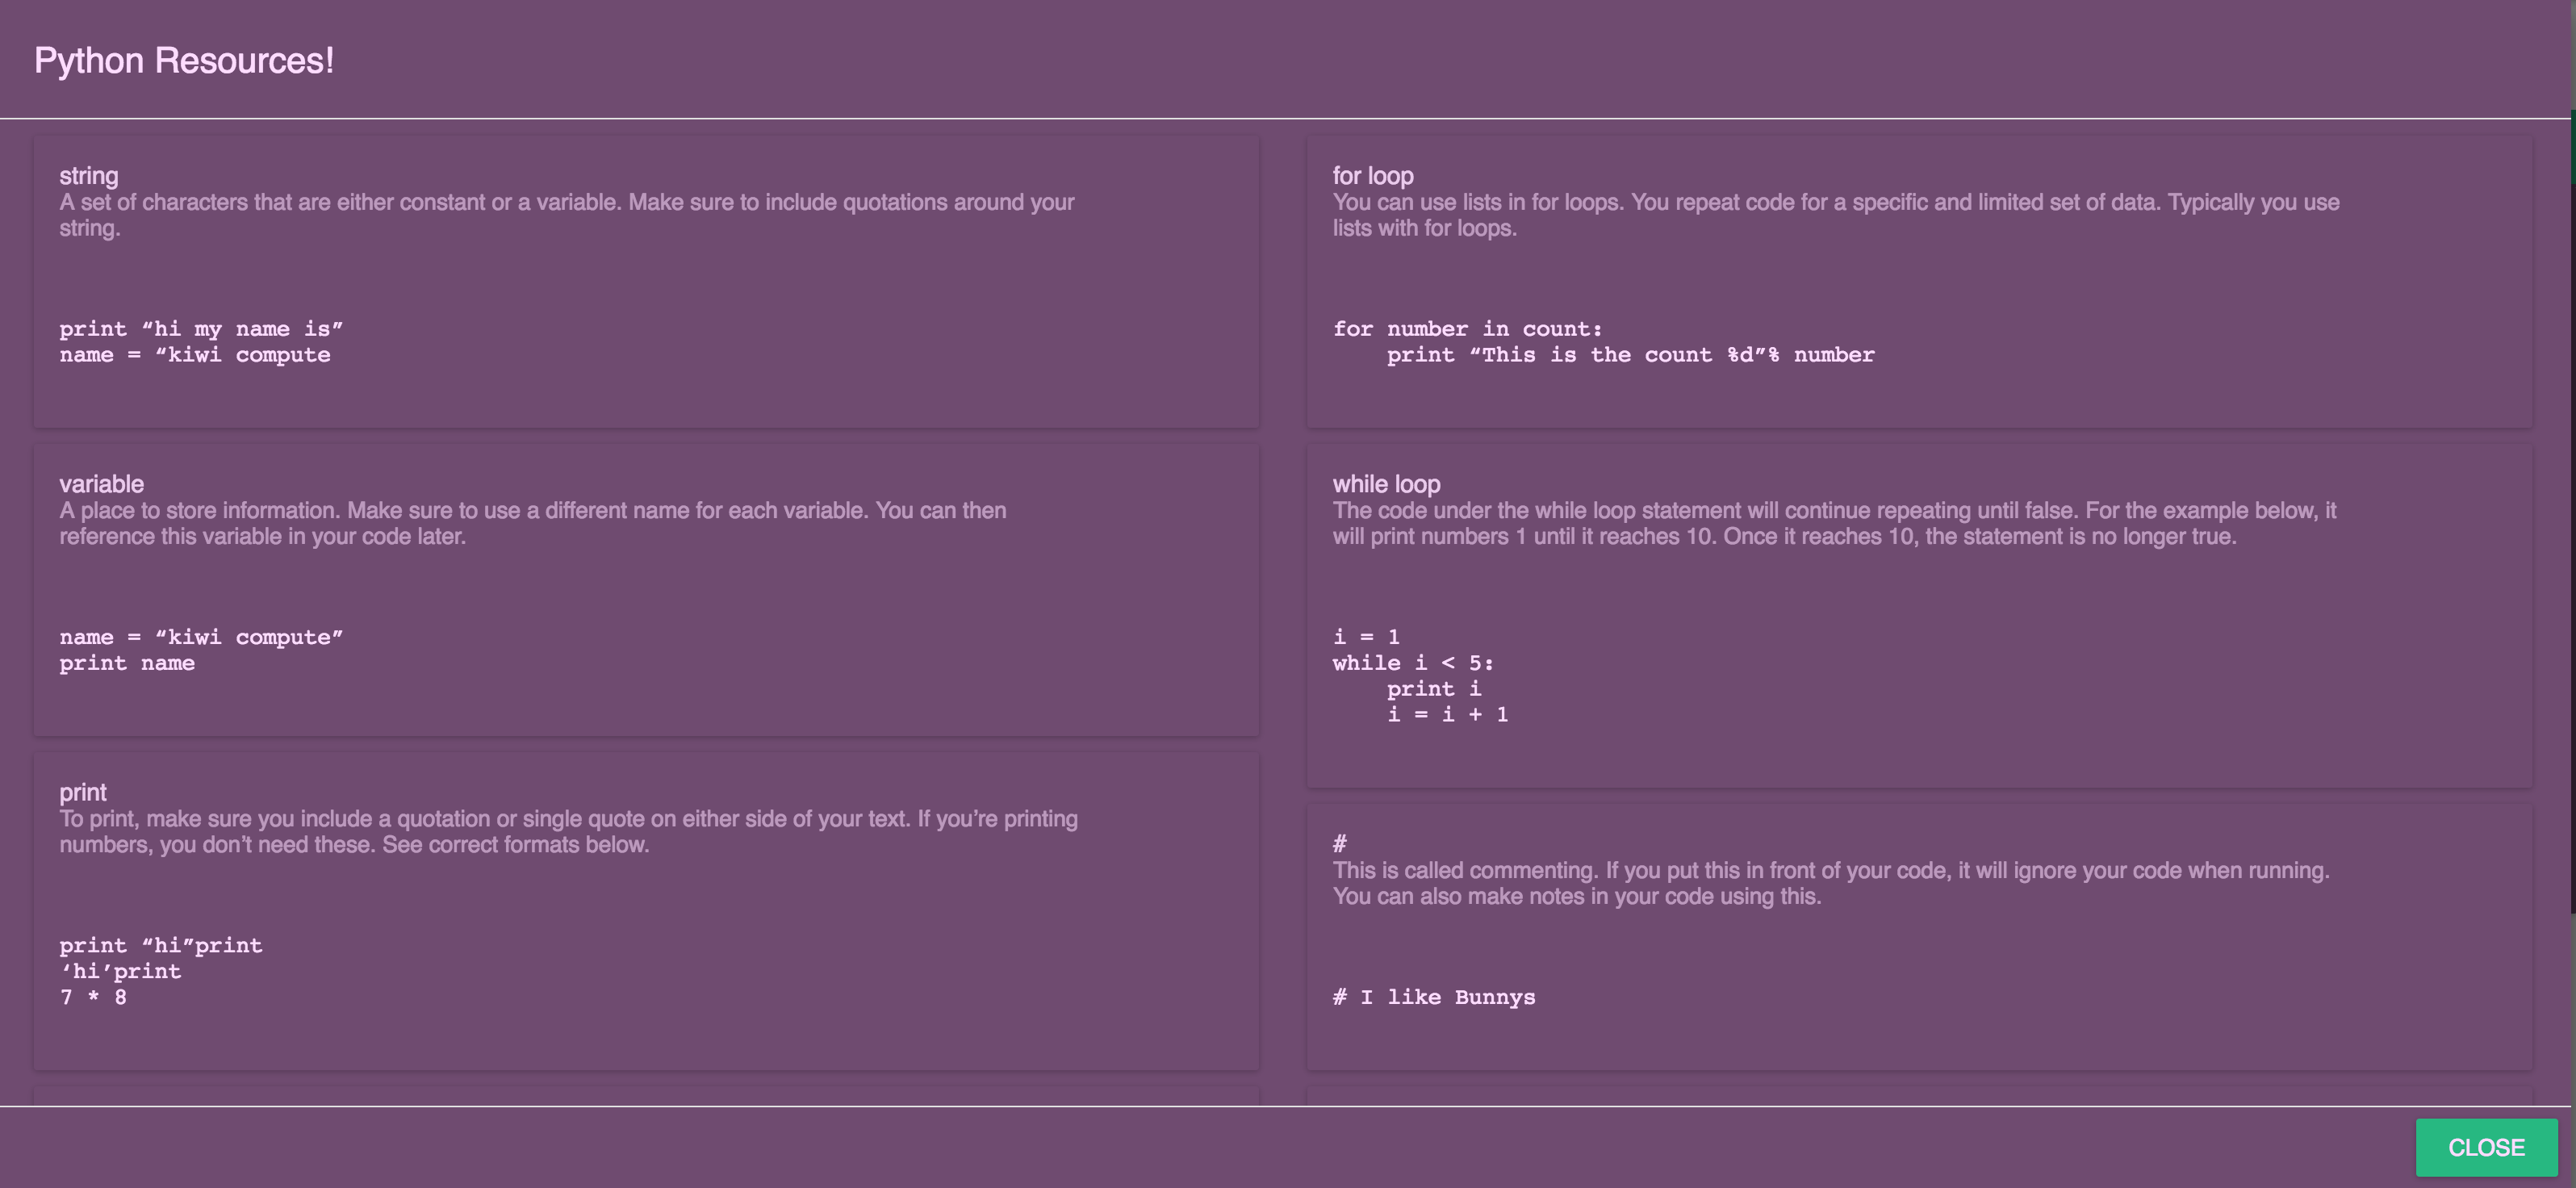 Python Resources!
string
A set of characters that are either constant or a variable. Make sure to include quotations around your
string.
print “hi my name is”
name = “kiwi compute
variable
A place to store information. Make sure to use a different name for each variable. You can then
reference this variable in your code later.
name = “kiwi compute”
print name
print
To print, make sure you include a quotation or single quote on either side of your text. If you’re printing
numbers, you don’t need these. See correct formats below.
print “hi”print
‘hi’print
7 * 8
for loop
You can use lists in for loops. You repeat code for a specific and limited set of data. Typically you use
lists with for loops.
for number in count:
    print “This is the count %d”% number
while loop
The code under the while loop statement will continue repeating until false. For the example below, it
will print numbers 1 until it reaches 10. Once it reaches 10, the statement is no longer true.
i = 1
while i < 5:
    print i
    i = i + 1
#
This is called commenting. If you put this in front of your code, it will ignore your code when running.
You can also make notes in your code using this.
# I like Bunnys
CLOSE